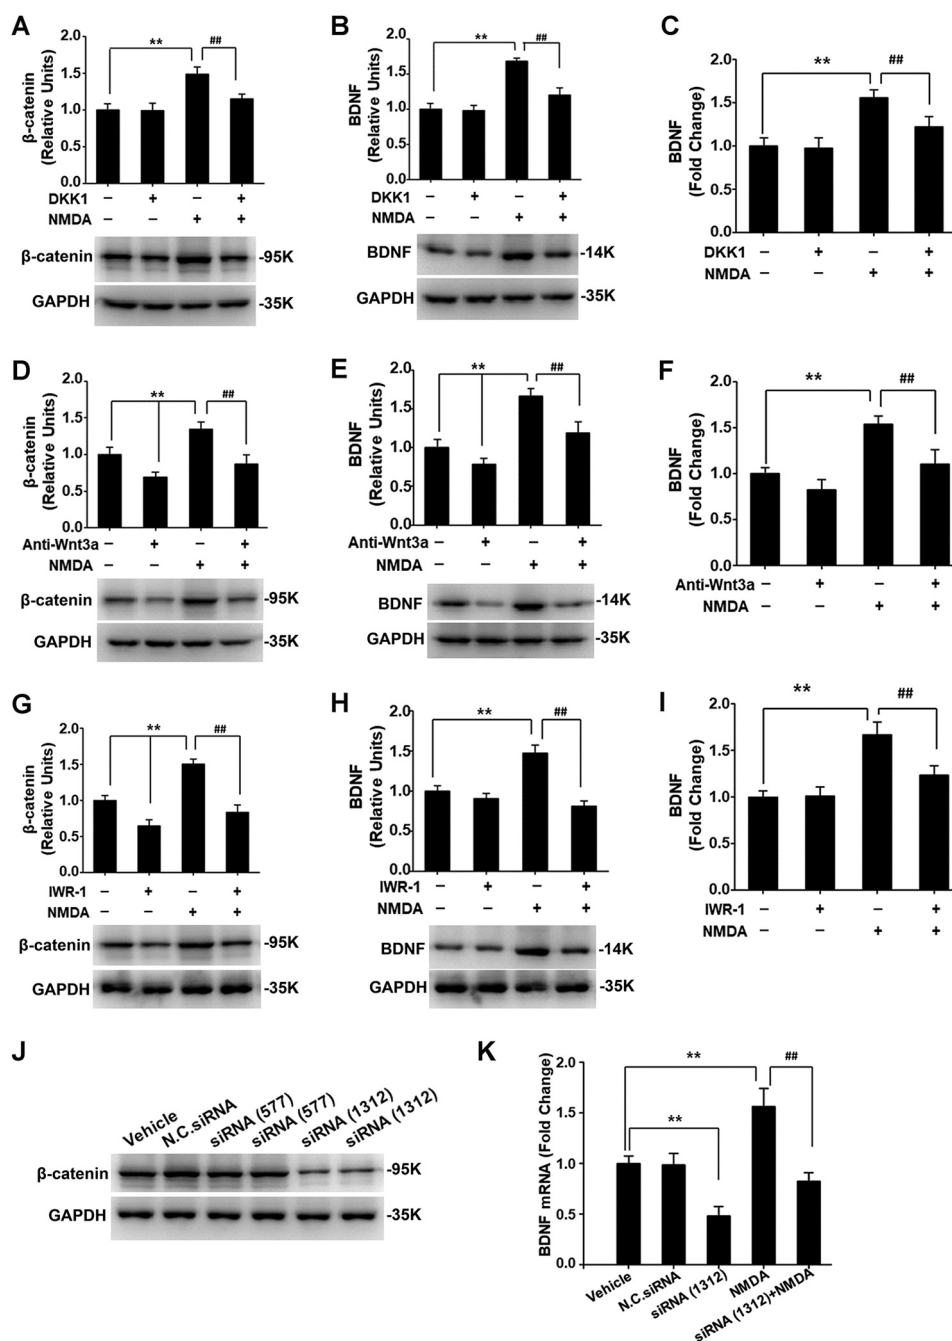 A
β-catenin
(Relative Units)
2.0
1.5
1.0
0.5
0.0
** ##
DKK1 – + – +
NMDA – – + +
β-catenin -95K
GAPDH -35K
B
BDNF
(Relative Units)
2.0
1.5
1.0
0.5
0.0
** ##
DKK1 – + – +
NMDA – – + +
BDNF -14K
GAPDH -35K
C
BDNF
(Fold Change)
2.0
1.5
1.0
0.5
0.0
** ##
DKK1 – + – +
NMDA – – + +
D
β-catenin
(Relative Units)
2.0
1.5
1.0
0.5
0.0
** ##
Anti-Wnt3a – + – +
NMDA – – + +
β-catenin -95K
GAPDH -35K
E
BDNF
(Relative Units)
2.0
1.5
1.0
0.5
0.0
** ##
Anti-Wnt3a – + – +
NMDA – – + +
BDNF -14K
GAPDH -35K
F
BDNF
(Fold Change)
2.0
1.5
1.0
0.5
0.0
** ##
Anti-Wnt3a – + – +
NMDA – – + +
G
β-catenin
(Relative Units)
2.0
1.5
1.0
0.5
0.0
** ##
IWR-1 – + – +
NMDA – – + +
β-catenin -95K
GAPDH -35K
H
BDNF
(Relative Units)
2.0
1.5
1.0
0.5
0.0
** ##
IWR-1 – + – +
NMDA – – + +
BDNF -14K
GAPDH -35K
I
BDNF
(Fold Change)
2.0
1.5
1.0
0.5
0.0
** ##
IWR-1 – + – +
NMDA – – + +
J
Vehicle
N.C.siRNA
siRNA (577)
siRNA (577)
siRNA (1312)
siRNA (1312)
β-catenin -95K
GAPDH -35K
K
BDNF mRNA (Fold Change)
2.0
1.5
1.0
0.5
0.0
** ##
**
Vehicle
N.C.siRNA
siRNA (1312)
NMDA
siRNA (1312)+NMDA